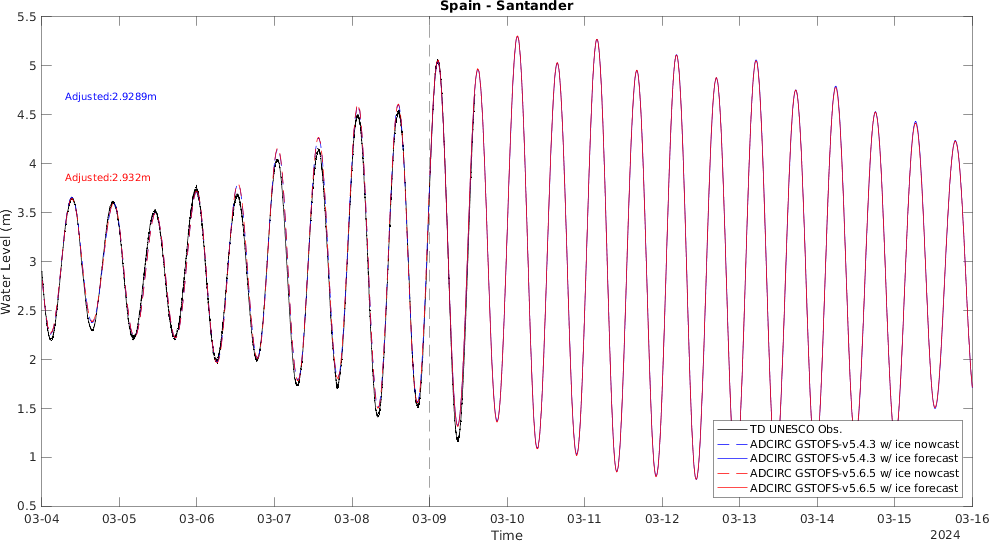 Spain - Santander
5.5
5
4.5
4
3.5
3
2.5
2
1.5
1
0.5
Water Level (m)
Adjusted:2.9289m
Adjusted:2.932m
TD UNESCO Obs.
ADCIRC GSTOFS-v5.4.3 w/ ice nowcast
ADCIRC GSTOFS-v5.4.3 w/ ice forecast
ADCIRC GSTOFS-v5.6.5 w/ ice nowcast
ADCIRC GSTOFS-v5.6.5 w/ ice forecast
03-04 03-05 03-06 03-07 03-08 03-09 03-10 03-11 03-12 03-13 03-14 03-15 03-16
Time
2024